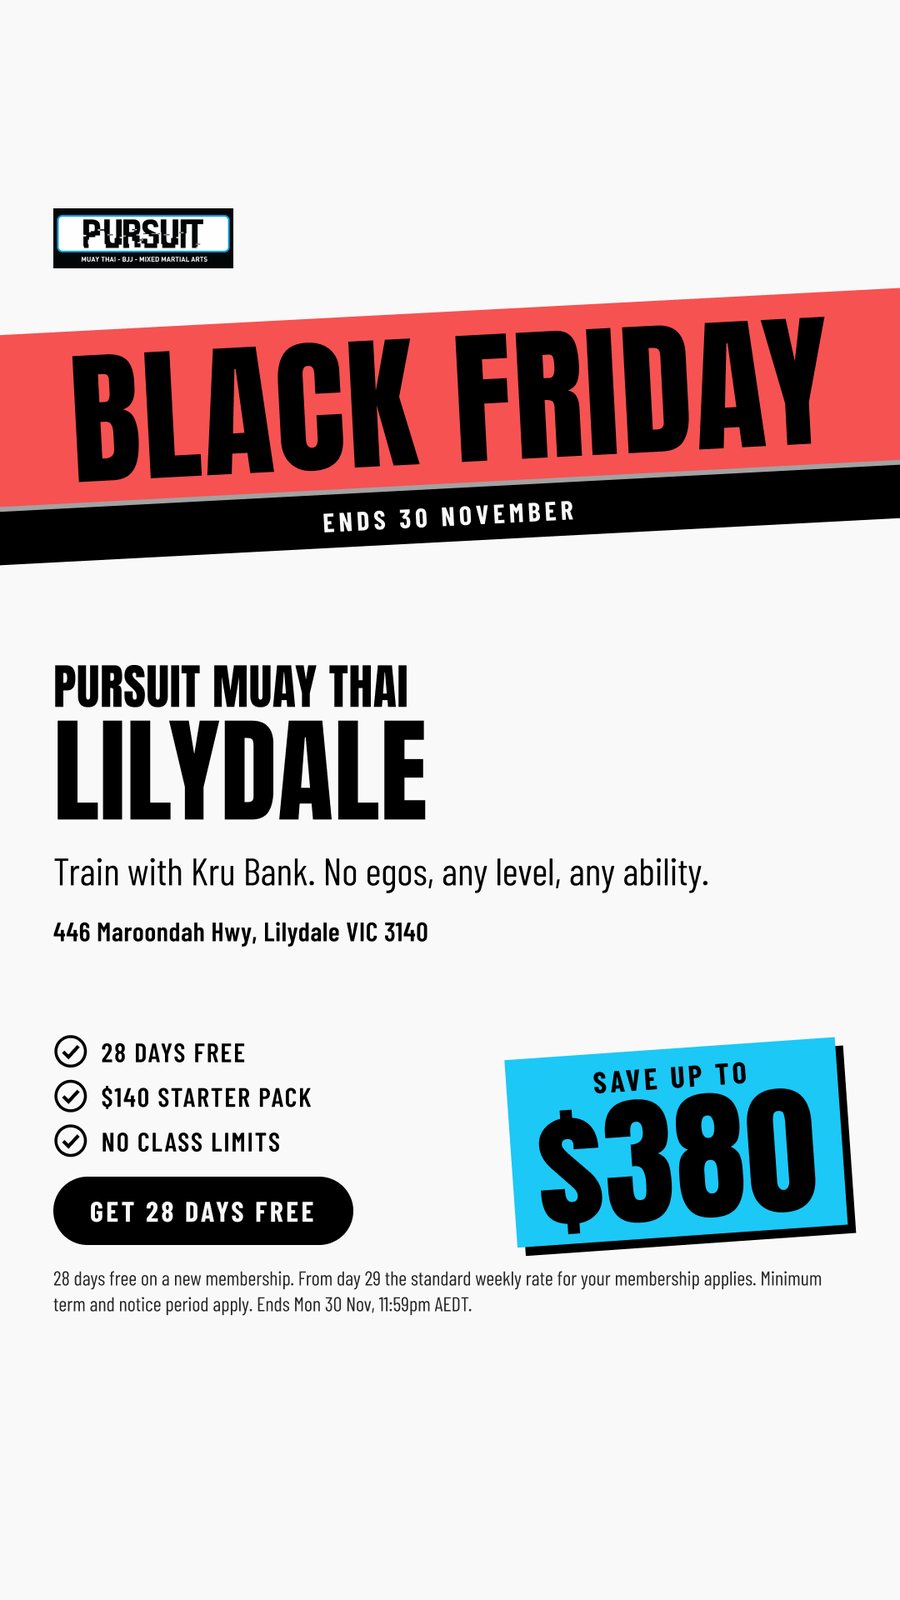 PURSUIT
MUAY THAI - BJJ - MIXED MARTIAL ARTS
BLACK FRIDAY
ENDS 30 NOVEMBER
PURSUIT MUAY THAI
LILYDALE
Train with Kru Bank. No egos, any level, any ability.
446 Maroondah Hwy, Lilydale VIC 3140
28 DAYS FREE
$140 STARTER PACK
NO CLASS LIMITS
GET 28 DAYS FREE
SAVE UP TO
$380
28 days free on a new membership. From day 29 the standard weekly rate for your membership applies. Minimum
term and notice period apply. Ends Mon 30 Nov, 11:59pm AEDT.